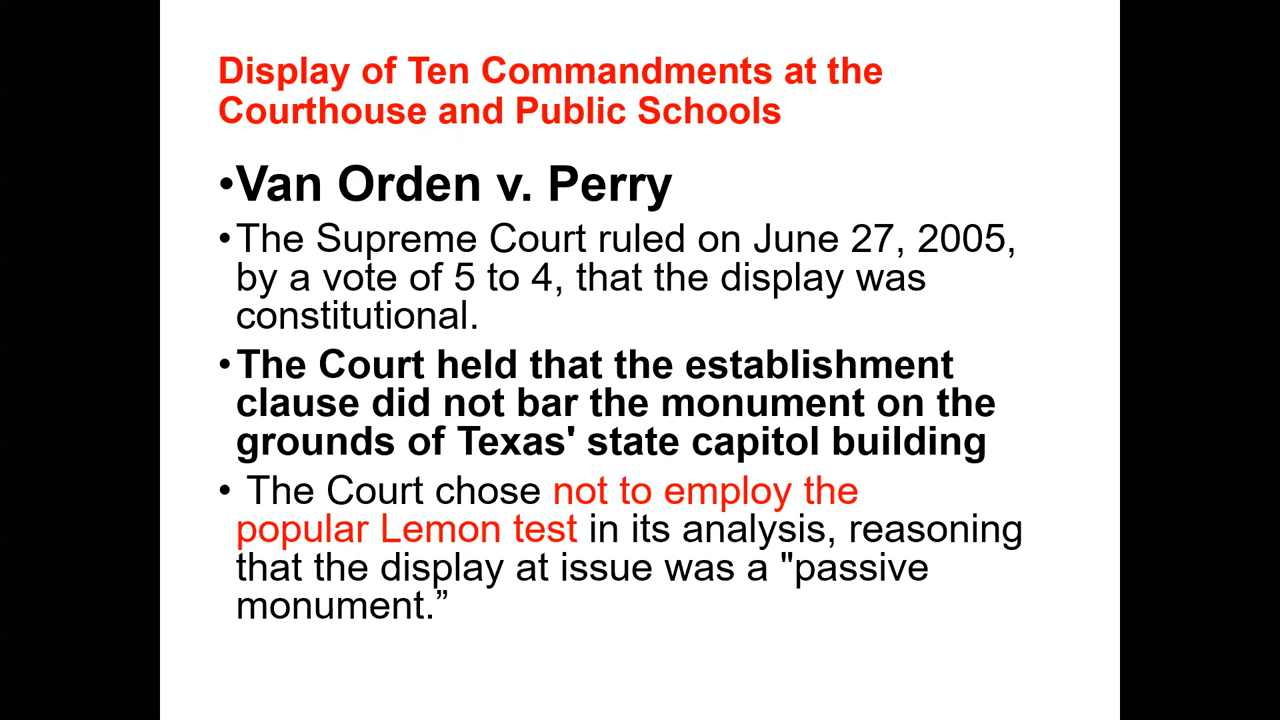 Display of Ten Commandments at the
Courthouse and Public Schools
•Van Orden v. Perry
•The Supreme Court ruled on June 27, 2005,
by a vote of 5 to 4, that the display was
constitutional.
•The Court held that the establishment
clause did not bar the monument on the
grounds of Texas' state capitol building
• The Court chose not to employ the
popular Lemon test in its analysis, reasoning
that the display at issue was a "passive
monument.”